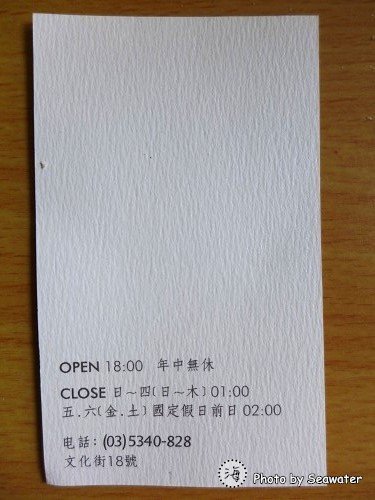 OPEN 18:00 年中無休
CLOSE 日~四(日~木) 01:00
五.六(金.土) 國定假日前日 02:00
电話: (03)5340-828
文化街18號
海 Photo by Seawater